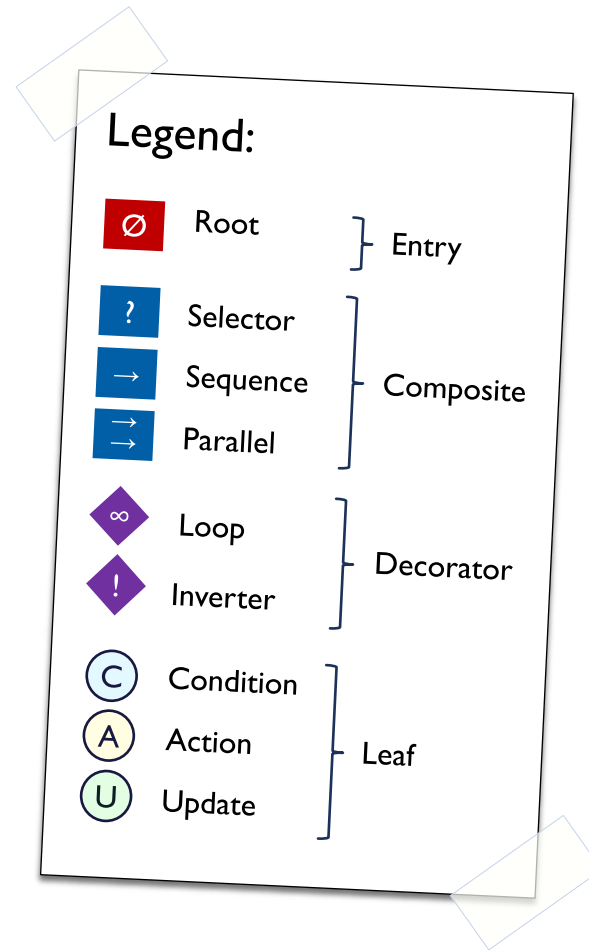 Legend:
Ø Root
Entry
? Selector
→ Sequence
Composite
→
→ Parallel
∞ Loop
Decorator
! Inverter
C Condition
A Action
Leaf
U Update